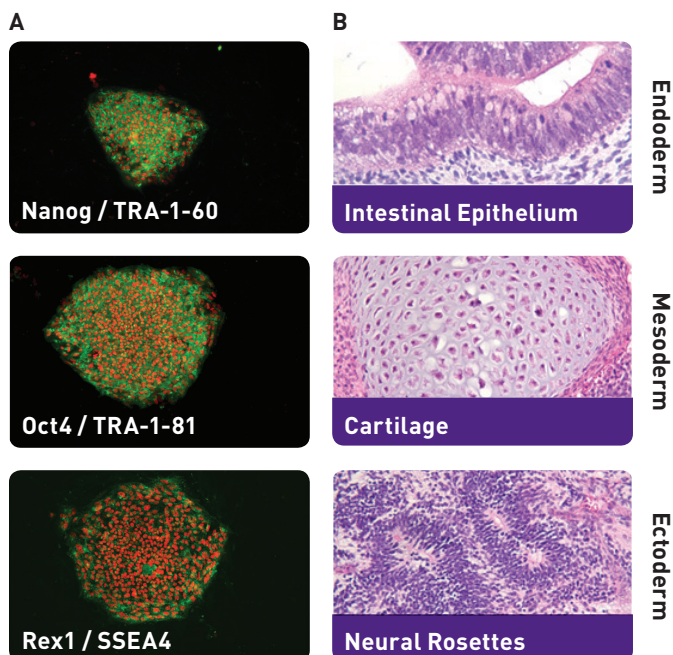 A
B
Nanog / TRA-1-60
Intestinal Epithelium
Endoderm
Oct4 / TRA-1-81
Cartilage
Mesoderm
Rex1 / SSEA4
Neural Rosettes
Ectoderm